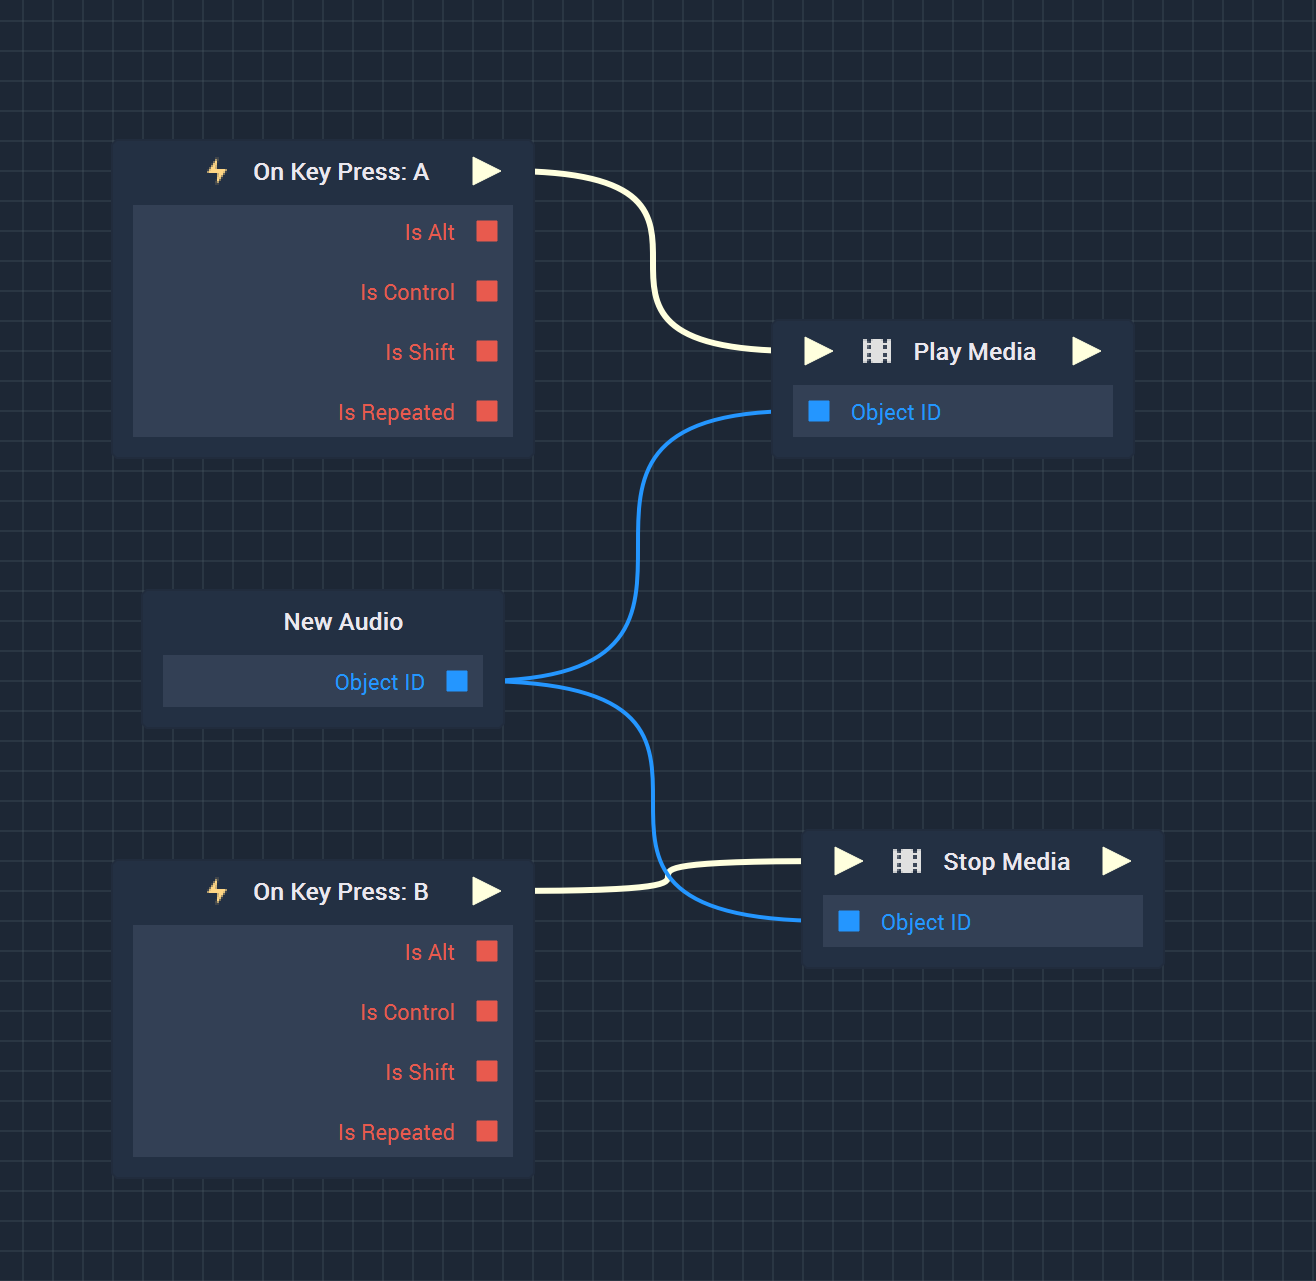 On Key Press: A
Is Alt
Is Control
Is Shift
Is Repeated
Play Media
Object ID
New Audio
Object ID
On Key Press: B
Is Alt
Is Control
Is Shift
Is Repeated
Stop Media
Object ID